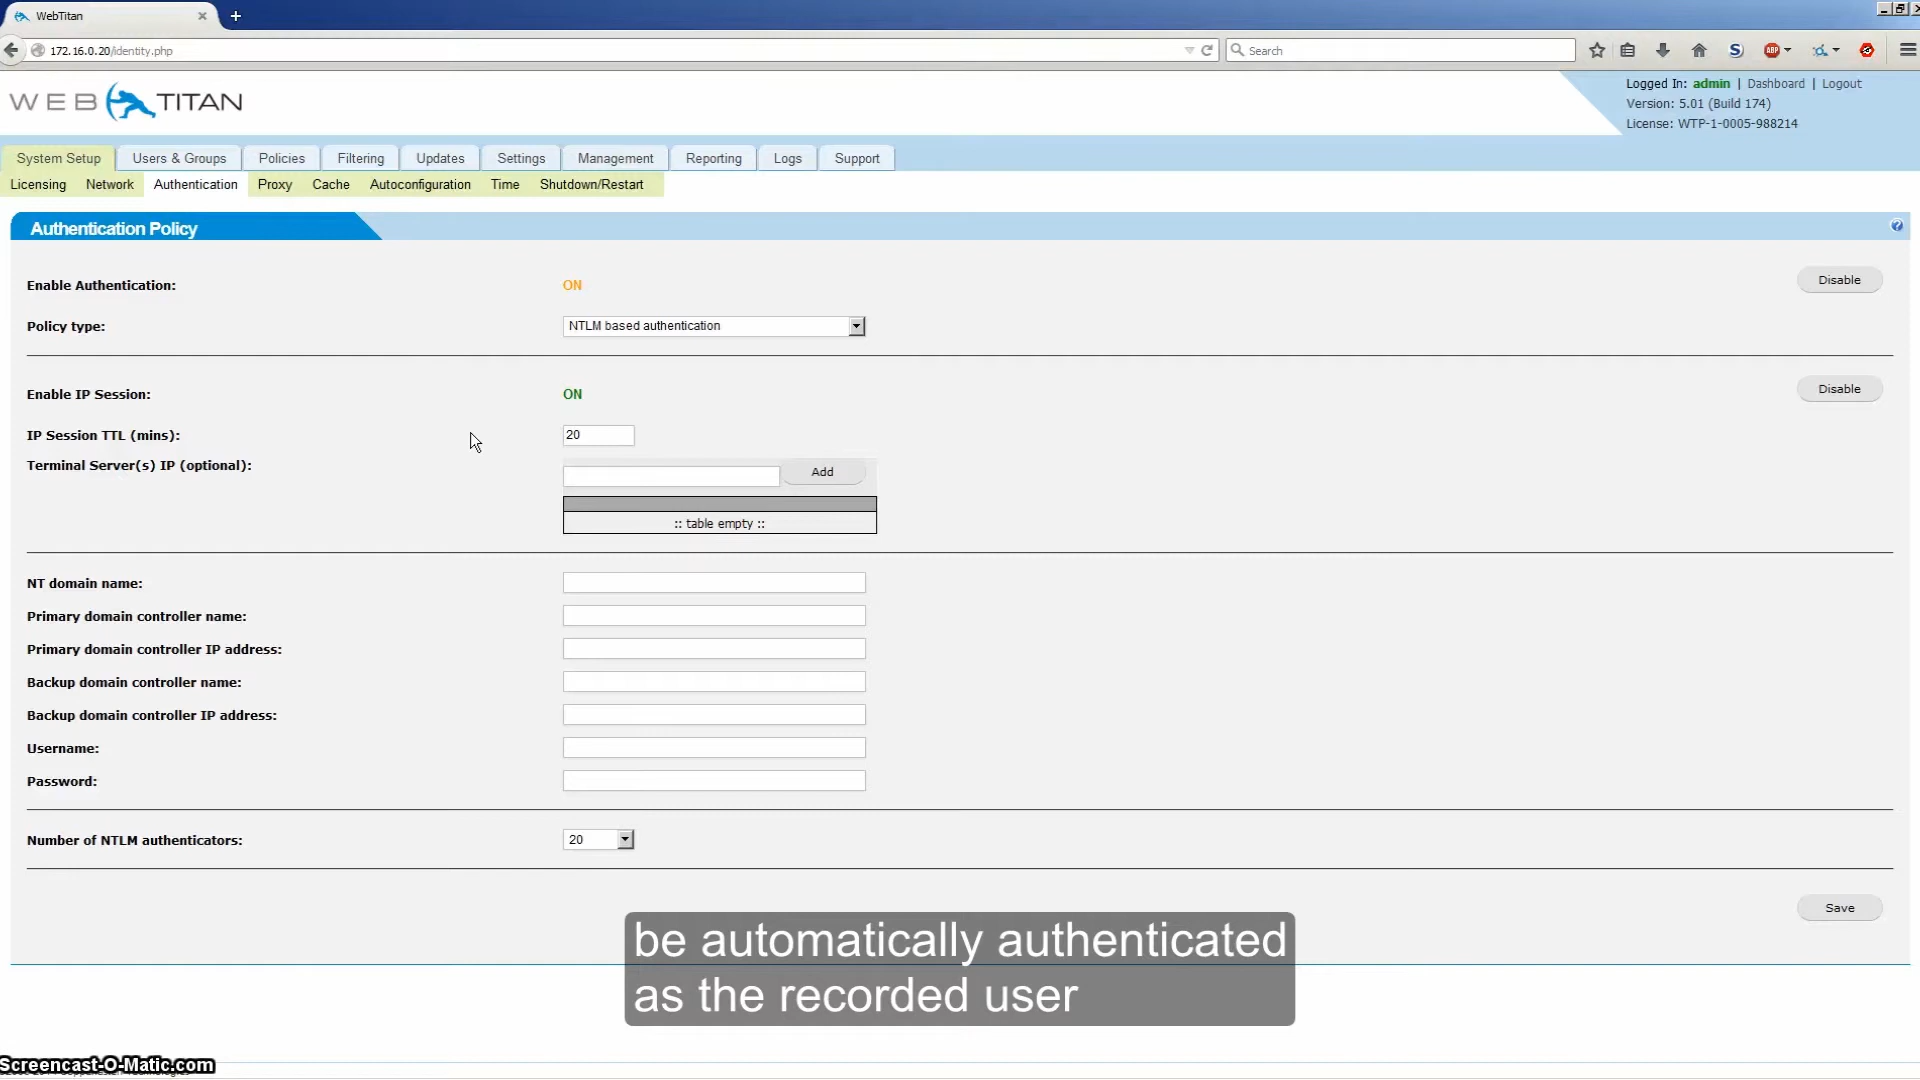 WebTitan
172.16.0.20/identity.php
Search
WEB TITAN
Logged In: admin | Dashboard | Logout
Version: 5.01 (Build 174)
License: WTP-1-0005-988214
System Setup Users & Groups Policies Filtering Updates Settings Management Reporting Logs Support
Licensing Network Authentication Proxy Cache Autoconfiguration Time Shutdown/Restart
Authentication Policy
Enable Authentication: ON Disable
Policy type: NTLM based authentication
Enable IP Session: ON Disable
IP Session TTL (mins): 20
Terminal Server(s) IP (optional): Add
:: table empty ::
NT domain name:
Primary domain controller name:
Primary domain controller IP address:
Backup domain controller name:
Backup domain controller IP address:
Username:
Password:
Number of NTLM authenticators: 20
Save
be automatically authenticated
as the recorded user
Screencast-O-Matic.com